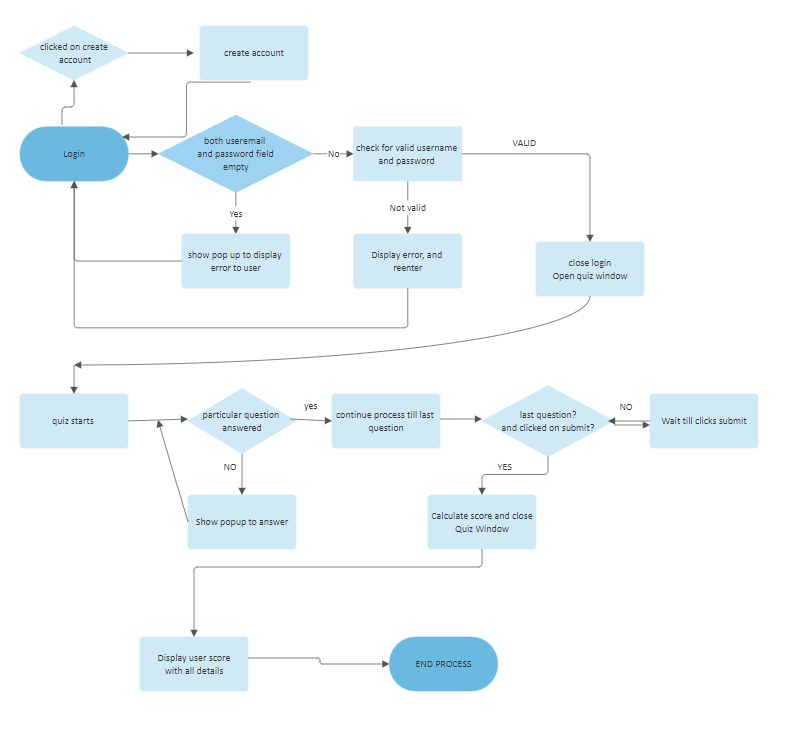 clicked on create
account
create account
Login
both useremail
and password field
empty
No
check for valid username
and password
VALID
Yes
Not valid
show pop up to display
error to user
Display error, and
reenter
close login
Open quiz window
quiz starts
particular question
answered
yes
continue process till last
question
last question?
and clicked on submit?
NO
Wait till clicks submit
NO
YES
Show popup to answer
Calculate score and close
Quiz Window
Display user score
with all details
END PROCESS